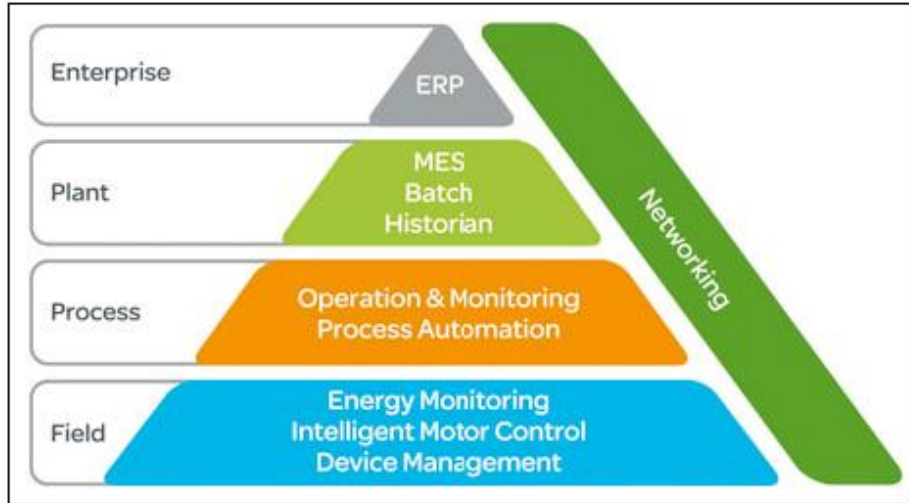 Enterprise
ERP
Plant
MES
Batch
Historian
Process
Operation & Monitoring
Process Automation
Field
Energy Monitoring
Intelligent Motor Control
Device Management
Networking